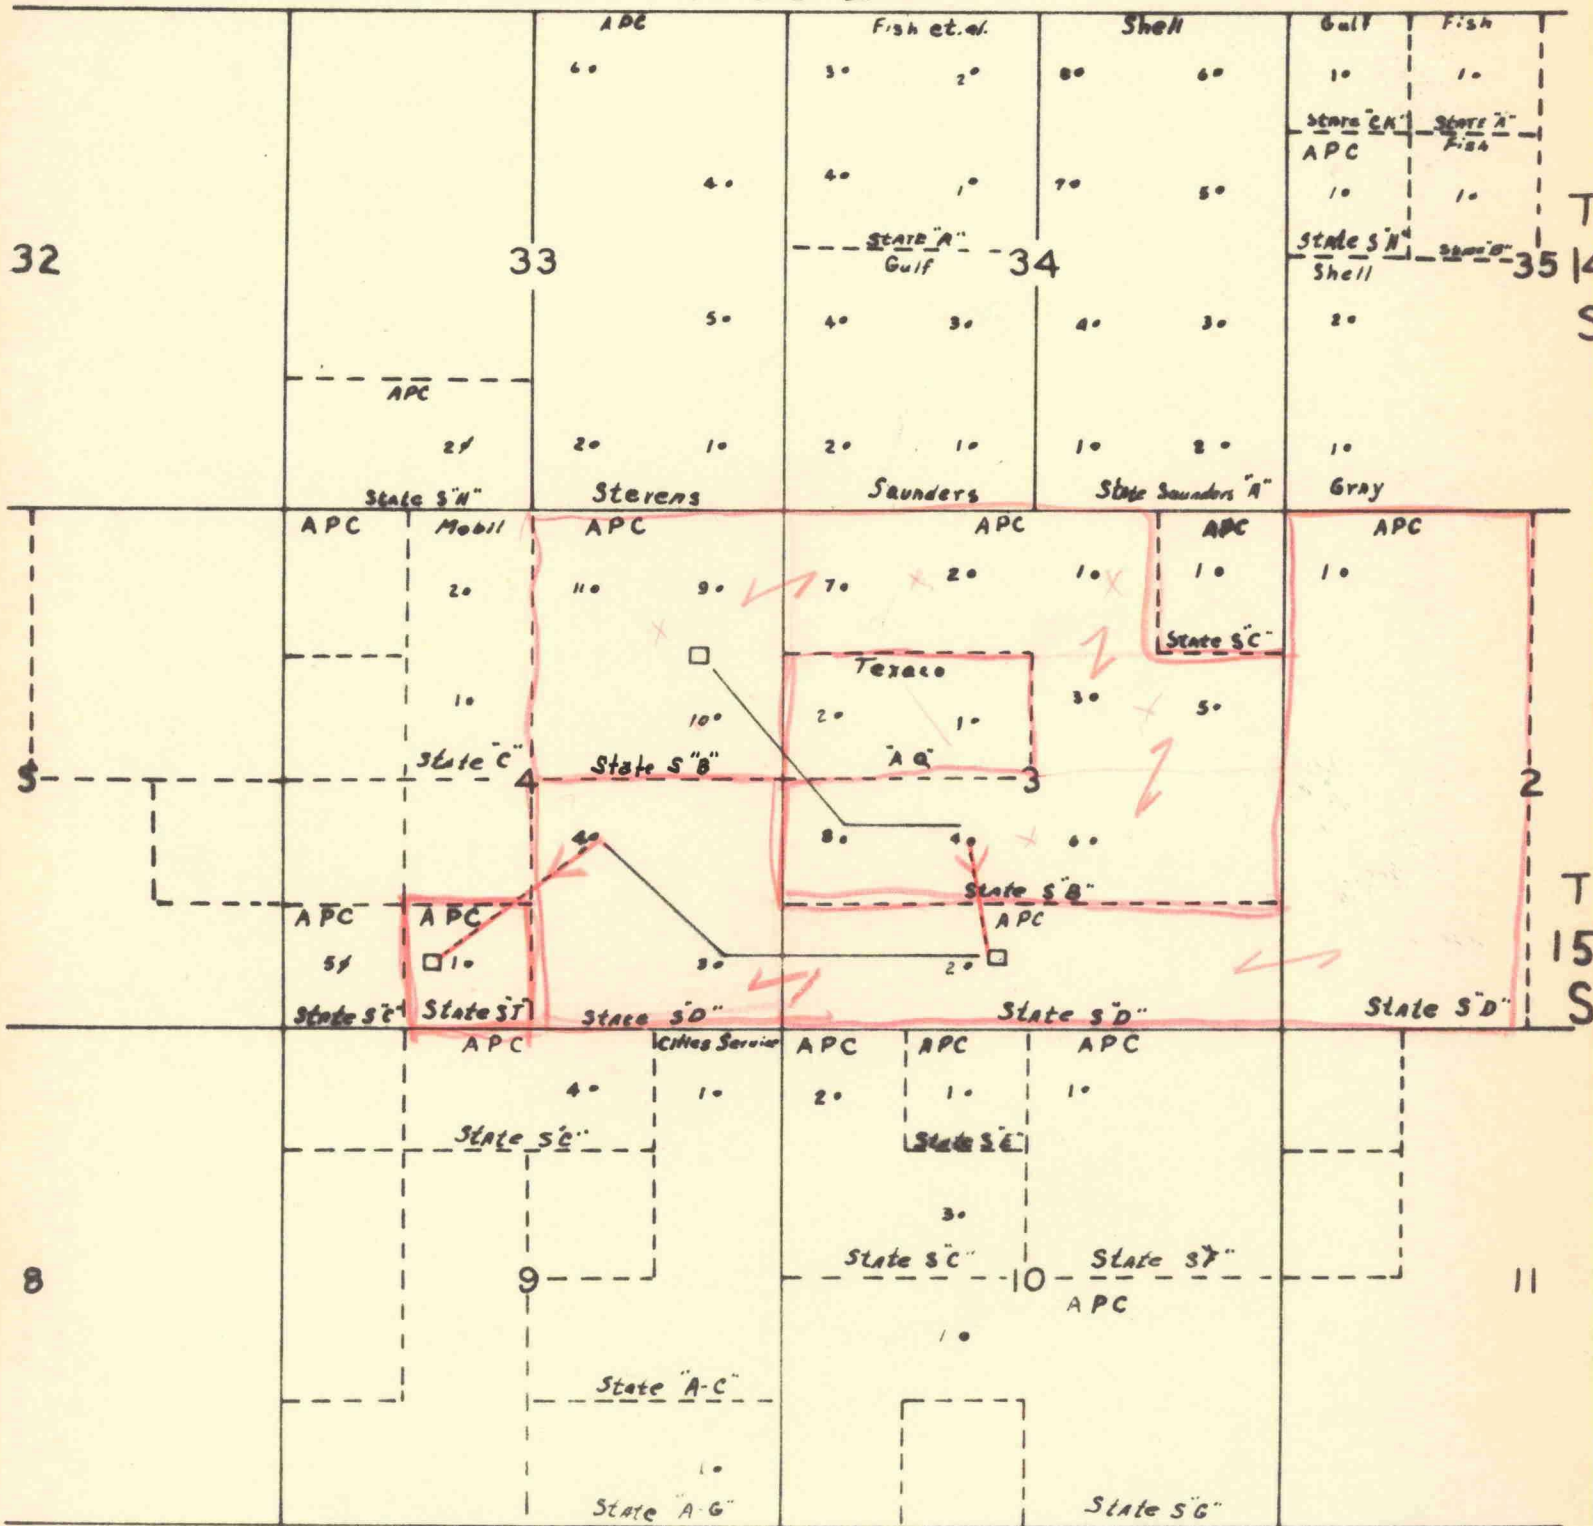 APC Fish et.al. Shell Gulf Fish
6 3 2 8 6 1 1
State "CK" State "A"
APC Fish
4 4 1 7 5 1 1
T
State "A" State S"H"
32 33 Gulf 34 Shell 35 14
S
5 4 3 4 3 2
APC
2 2 1 2 1 1 2 1
State S"H" Stevens Saunders State Saunders "A" Gray
APC Mobil APC APC APC APC
2 11 9 7 2 1 1 1
State S"C"
Texaco
1 10 2 1 3 5
State "C" State S"B" "AQ"
5 4 3 2
4 8 4 6
State S"B"
T
APC APC APC
15
5 1 3 2
S
State S"T" State S"D" State S"D" State S"D"
APC Cities Service APC APC APC
4 1 2 1 1
State S"C" State S"E"
3
State S"C" State S"F"
8 9 10 11
APC
1
State "A-C"
1
State "A-G" State S"G"